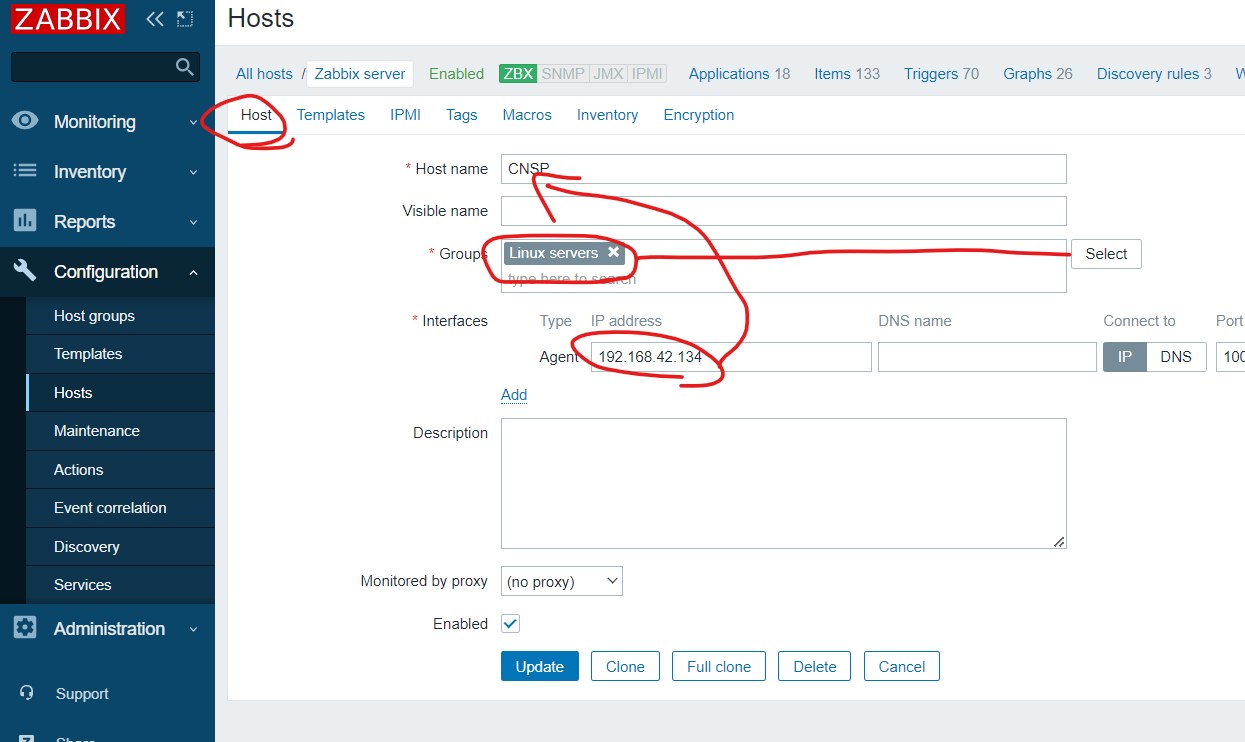 ZABBIX
Hosts
All hosts / Zabbix server Enabled ZBX SNMP JMX IPMI Applications 18 Items 133 Triggers 70 Graphs 26 Discovery rules 3
Host Templates IPMI Tags Macros Inventory Encryption
Monitoring
Inventory
Reports
Configuration
Host groups
Templates
Hosts
Maintenance
Actions
Event correlation
Discovery
Services
Administration
Support
* Host name CNSP
Visible name
* Groups Linux servers Select
type here to search
* Interfaces Type IP address DNS name Connect to Port
Agent 192.168.42.134 IP DNS
Add
Description
Monitored by proxy (no proxy)
Enabled
Update Clone Full clone Delete Cancel